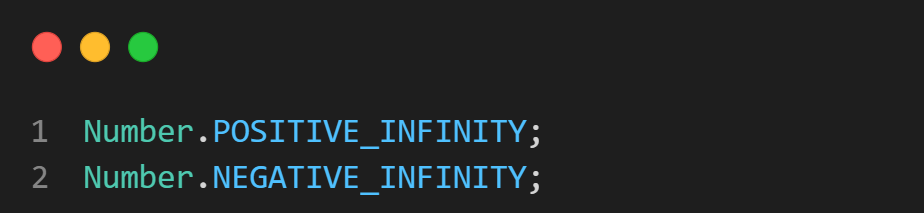 1 Number.POSITIVE_INFINITY;
2 Number.NEGATIVE_INFINITY;